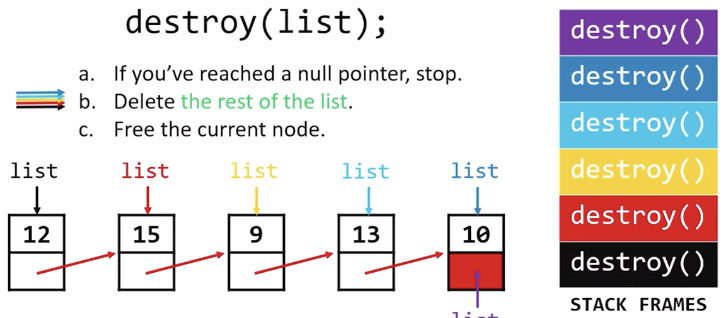 destroy(list);
a. If you've reached a null pointer, stop.
b. Delete the rest of the list.
c. Free the current node.
list list list list list
12 15 9 13 10
list
destroy()
destroy()
destroy()
destroy()
destroy()
destroy()
STACK FRAMES